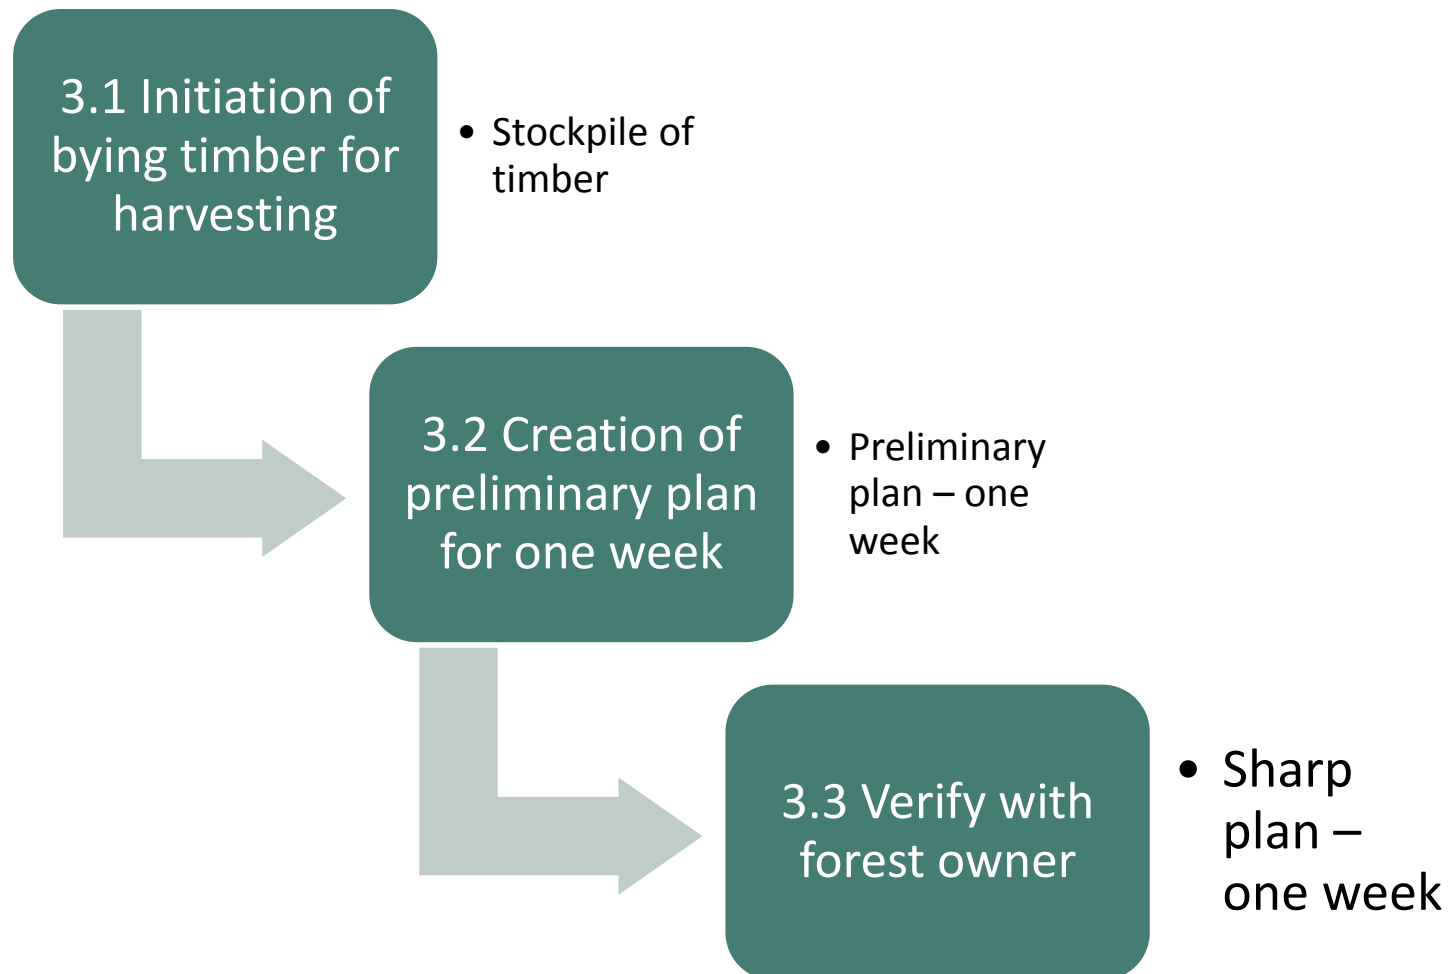 3.1 Initiation of
bying timber for
harvesting
• Stockpile of
timber
3.2 Creation of
preliminary plan
for one week
• Preliminary
plan – one
week
3.3 Verify with
forest owner
• Sharp
plan –
one week